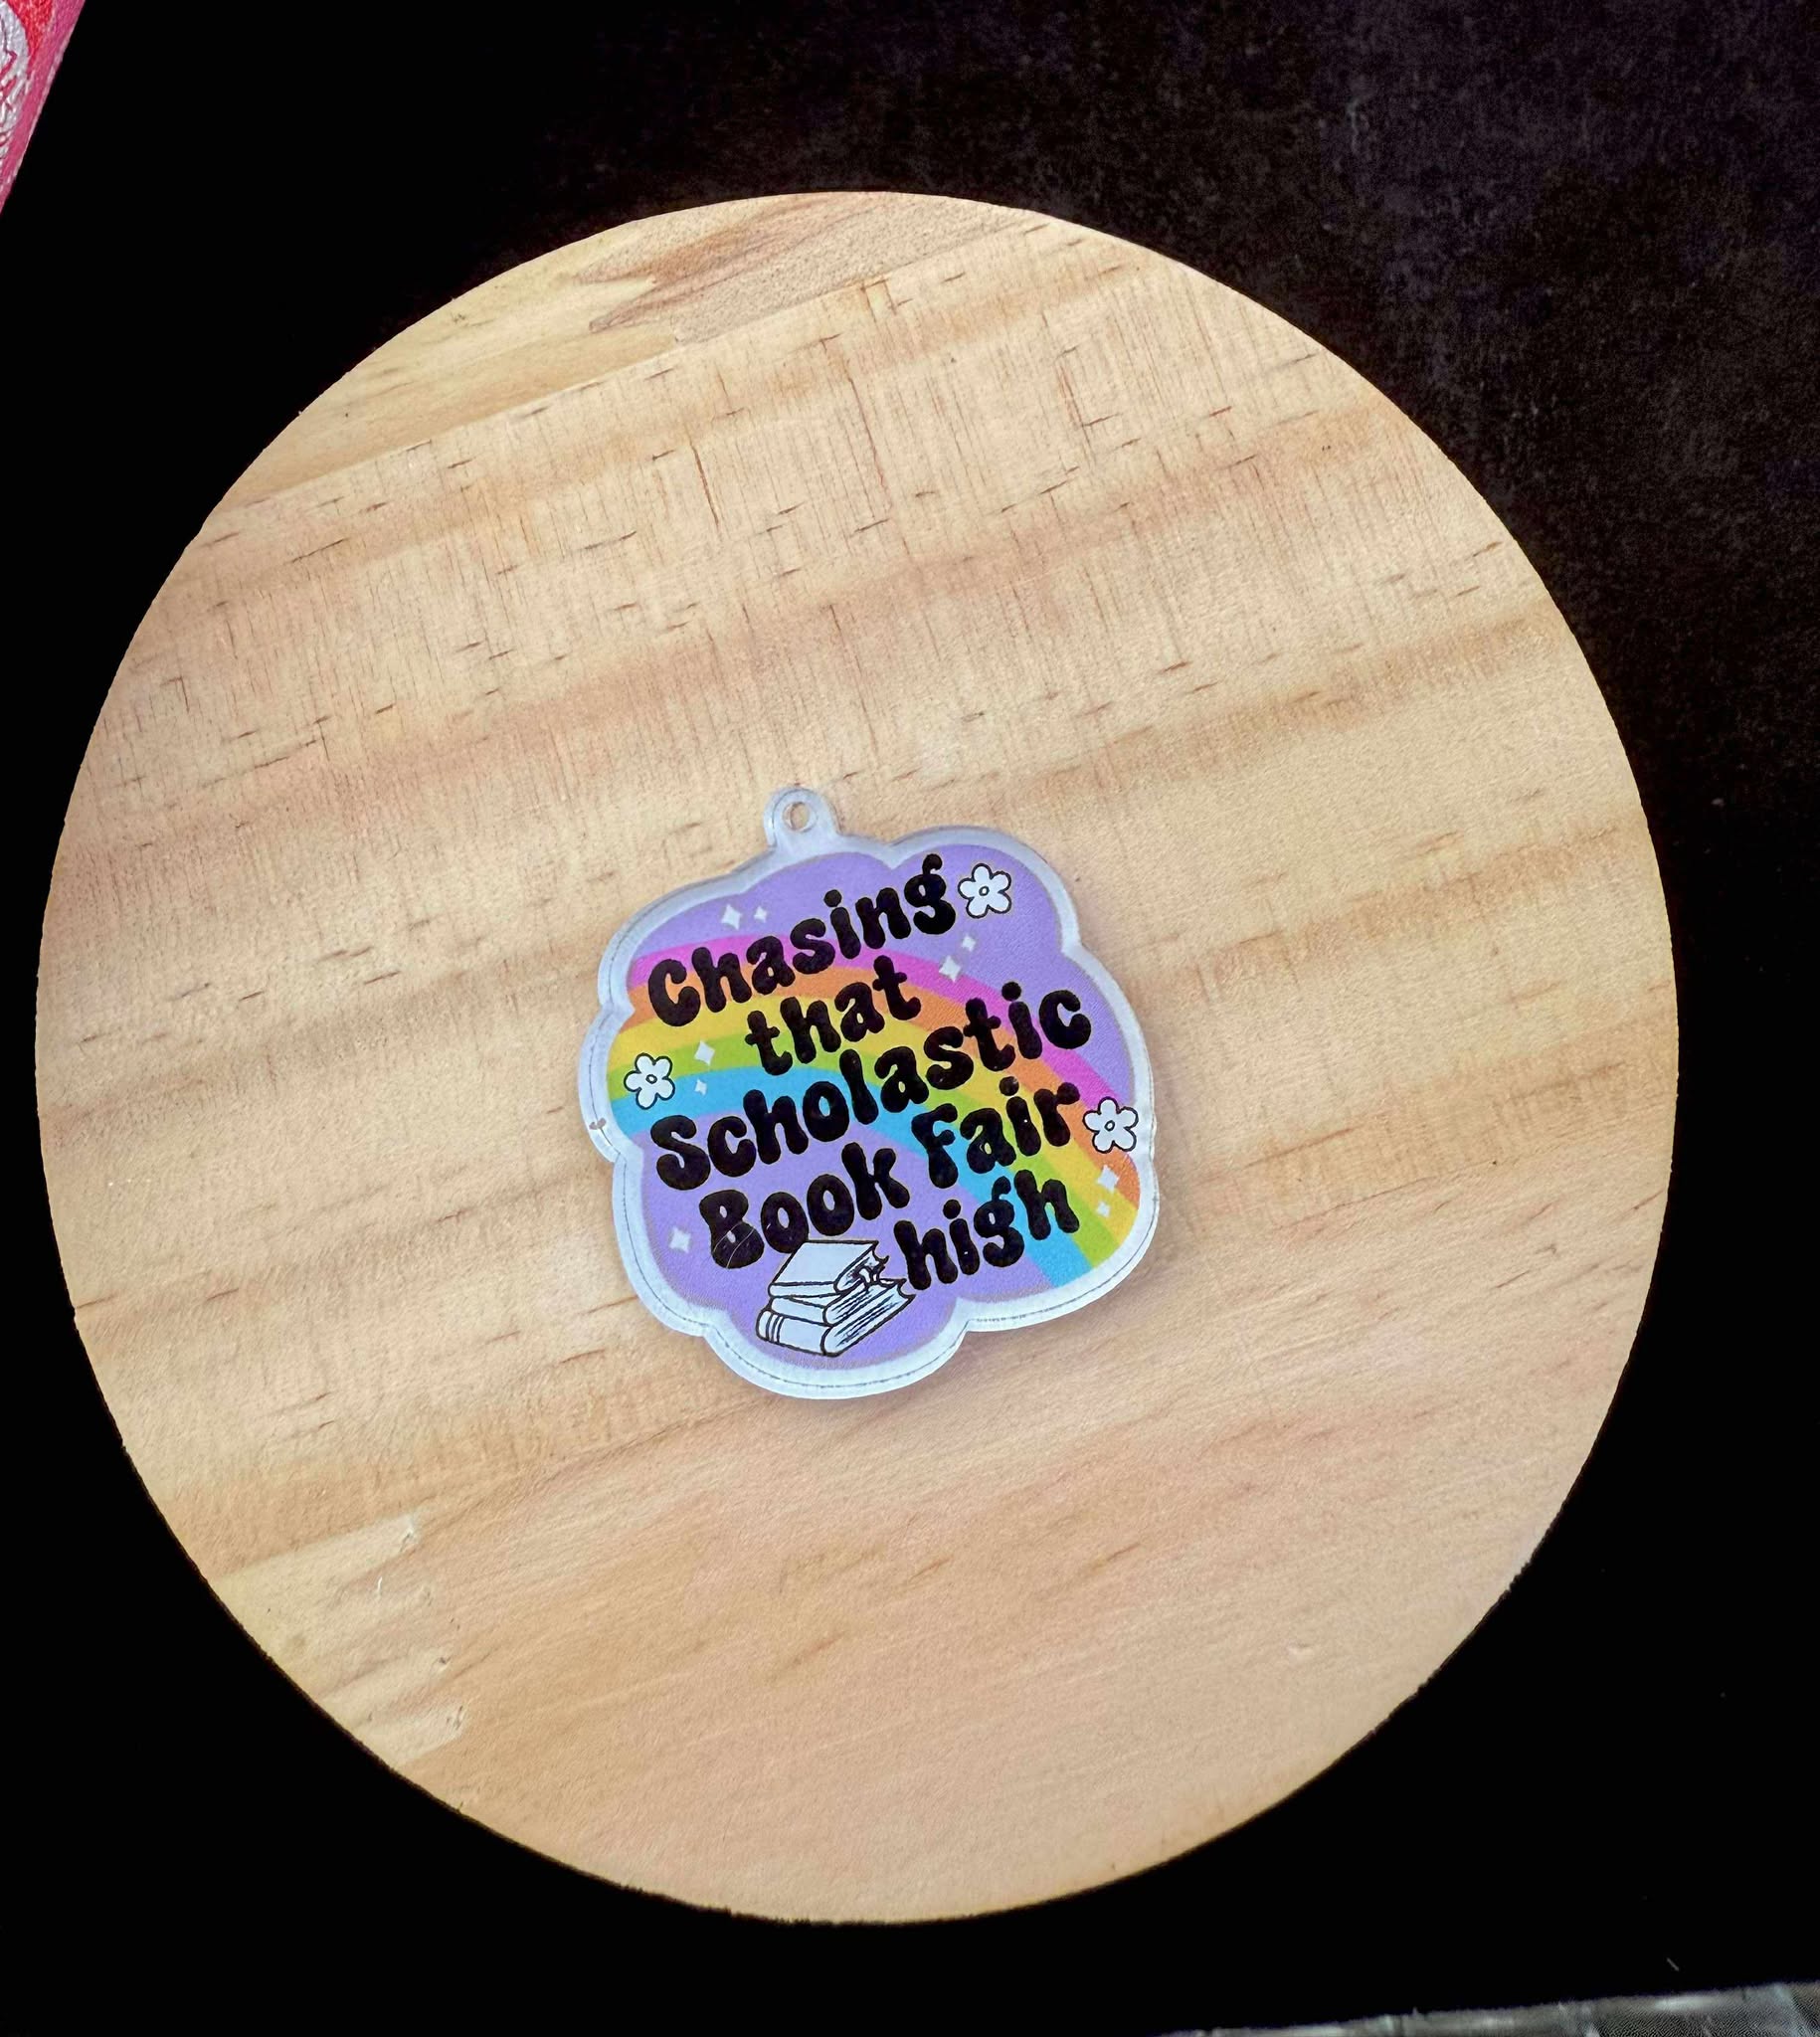 Chasing
that
Scholastic
Book Fair
high